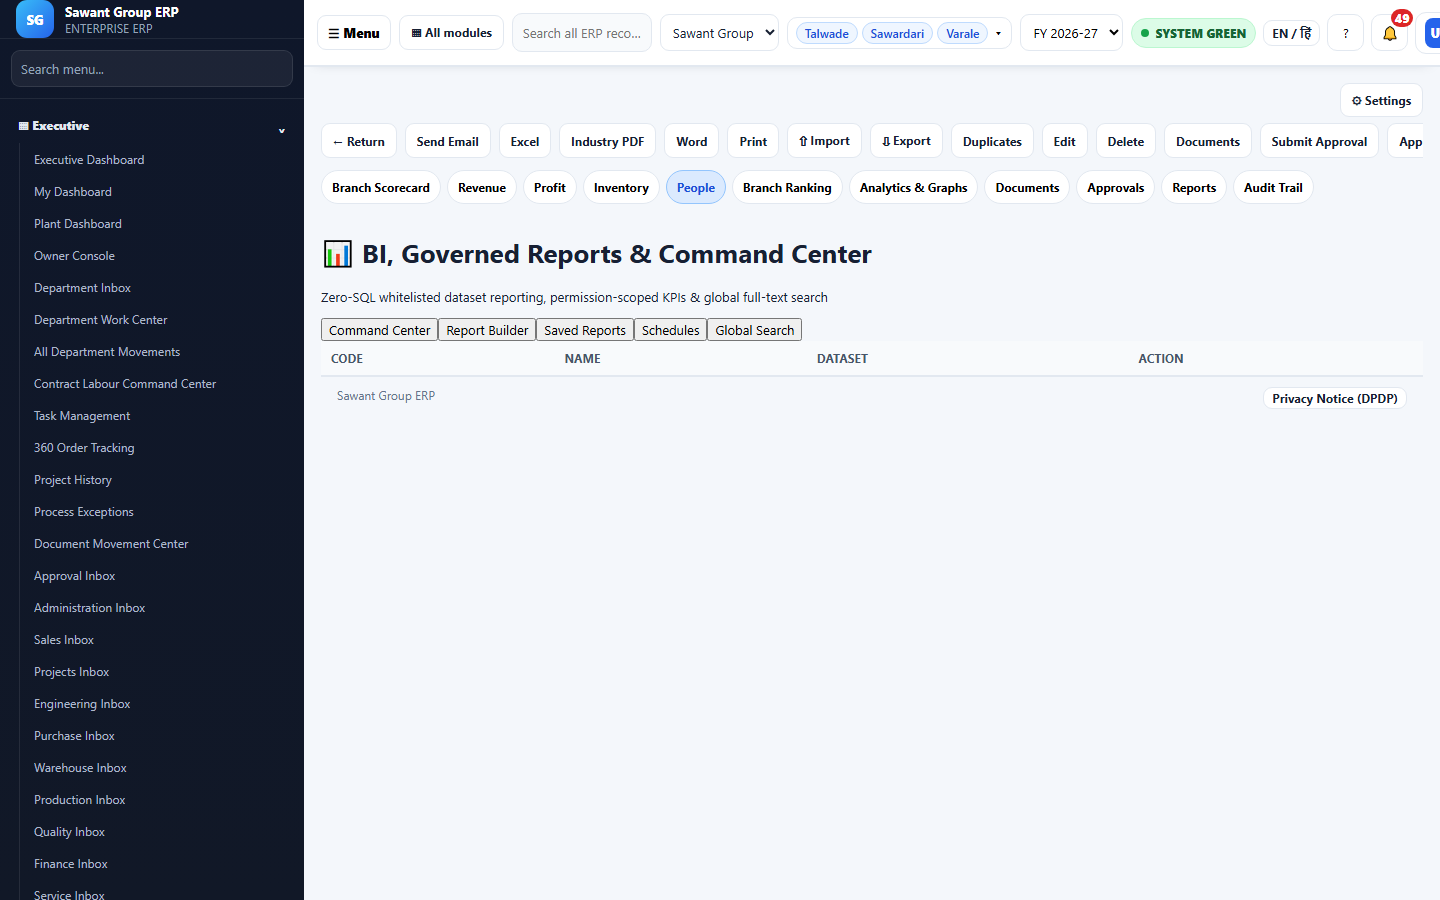 SG
Sawant Group ERP
ENTERPRISE ERP
Search menu...
Executive
Executive Dashboard
My Dashboard
Plant Dashboard
Owner Console
Department Inbox
Department Work Center
All Department Movements
Contract Labour Command Center
Task Management
360 Order Tracking
Project History
Process Exceptions
Document Movement Center
Approval Inbox
Administration Inbox
Sales Inbox
Projects Inbox
Engineering Inbox
Purchase Inbox
Warehouse Inbox
Production Inbox
Quality Inbox
Finance Inbox
Service Inbox
☰ Menu All modules Search all ERP reco... Sawant Group Talwade Sawardari Varale FY 2026-27 SYSTEM GREEN EN / हिं ? 49 U
⚙ Settings
← Return Send Email Excel Industry PDF Word Print ⇧ Import ⇩ Export Duplicates Edit Delete Documents Submit Approval App
Branch Scorecard Revenue Profit Inventory People Branch Ranking Analytics & Graphs Documents Approvals Reports Audit Trail
BI, Governed Reports & Command Center
Zero-SQL whitelisted dataset reporting, permission-scoped KPIs & global full-text search
Command Center Report Builder Saved Reports Schedules Global Search
CODE NAME DATASET ACTION
Sawant Group ERP Privacy Notice (DPDP)